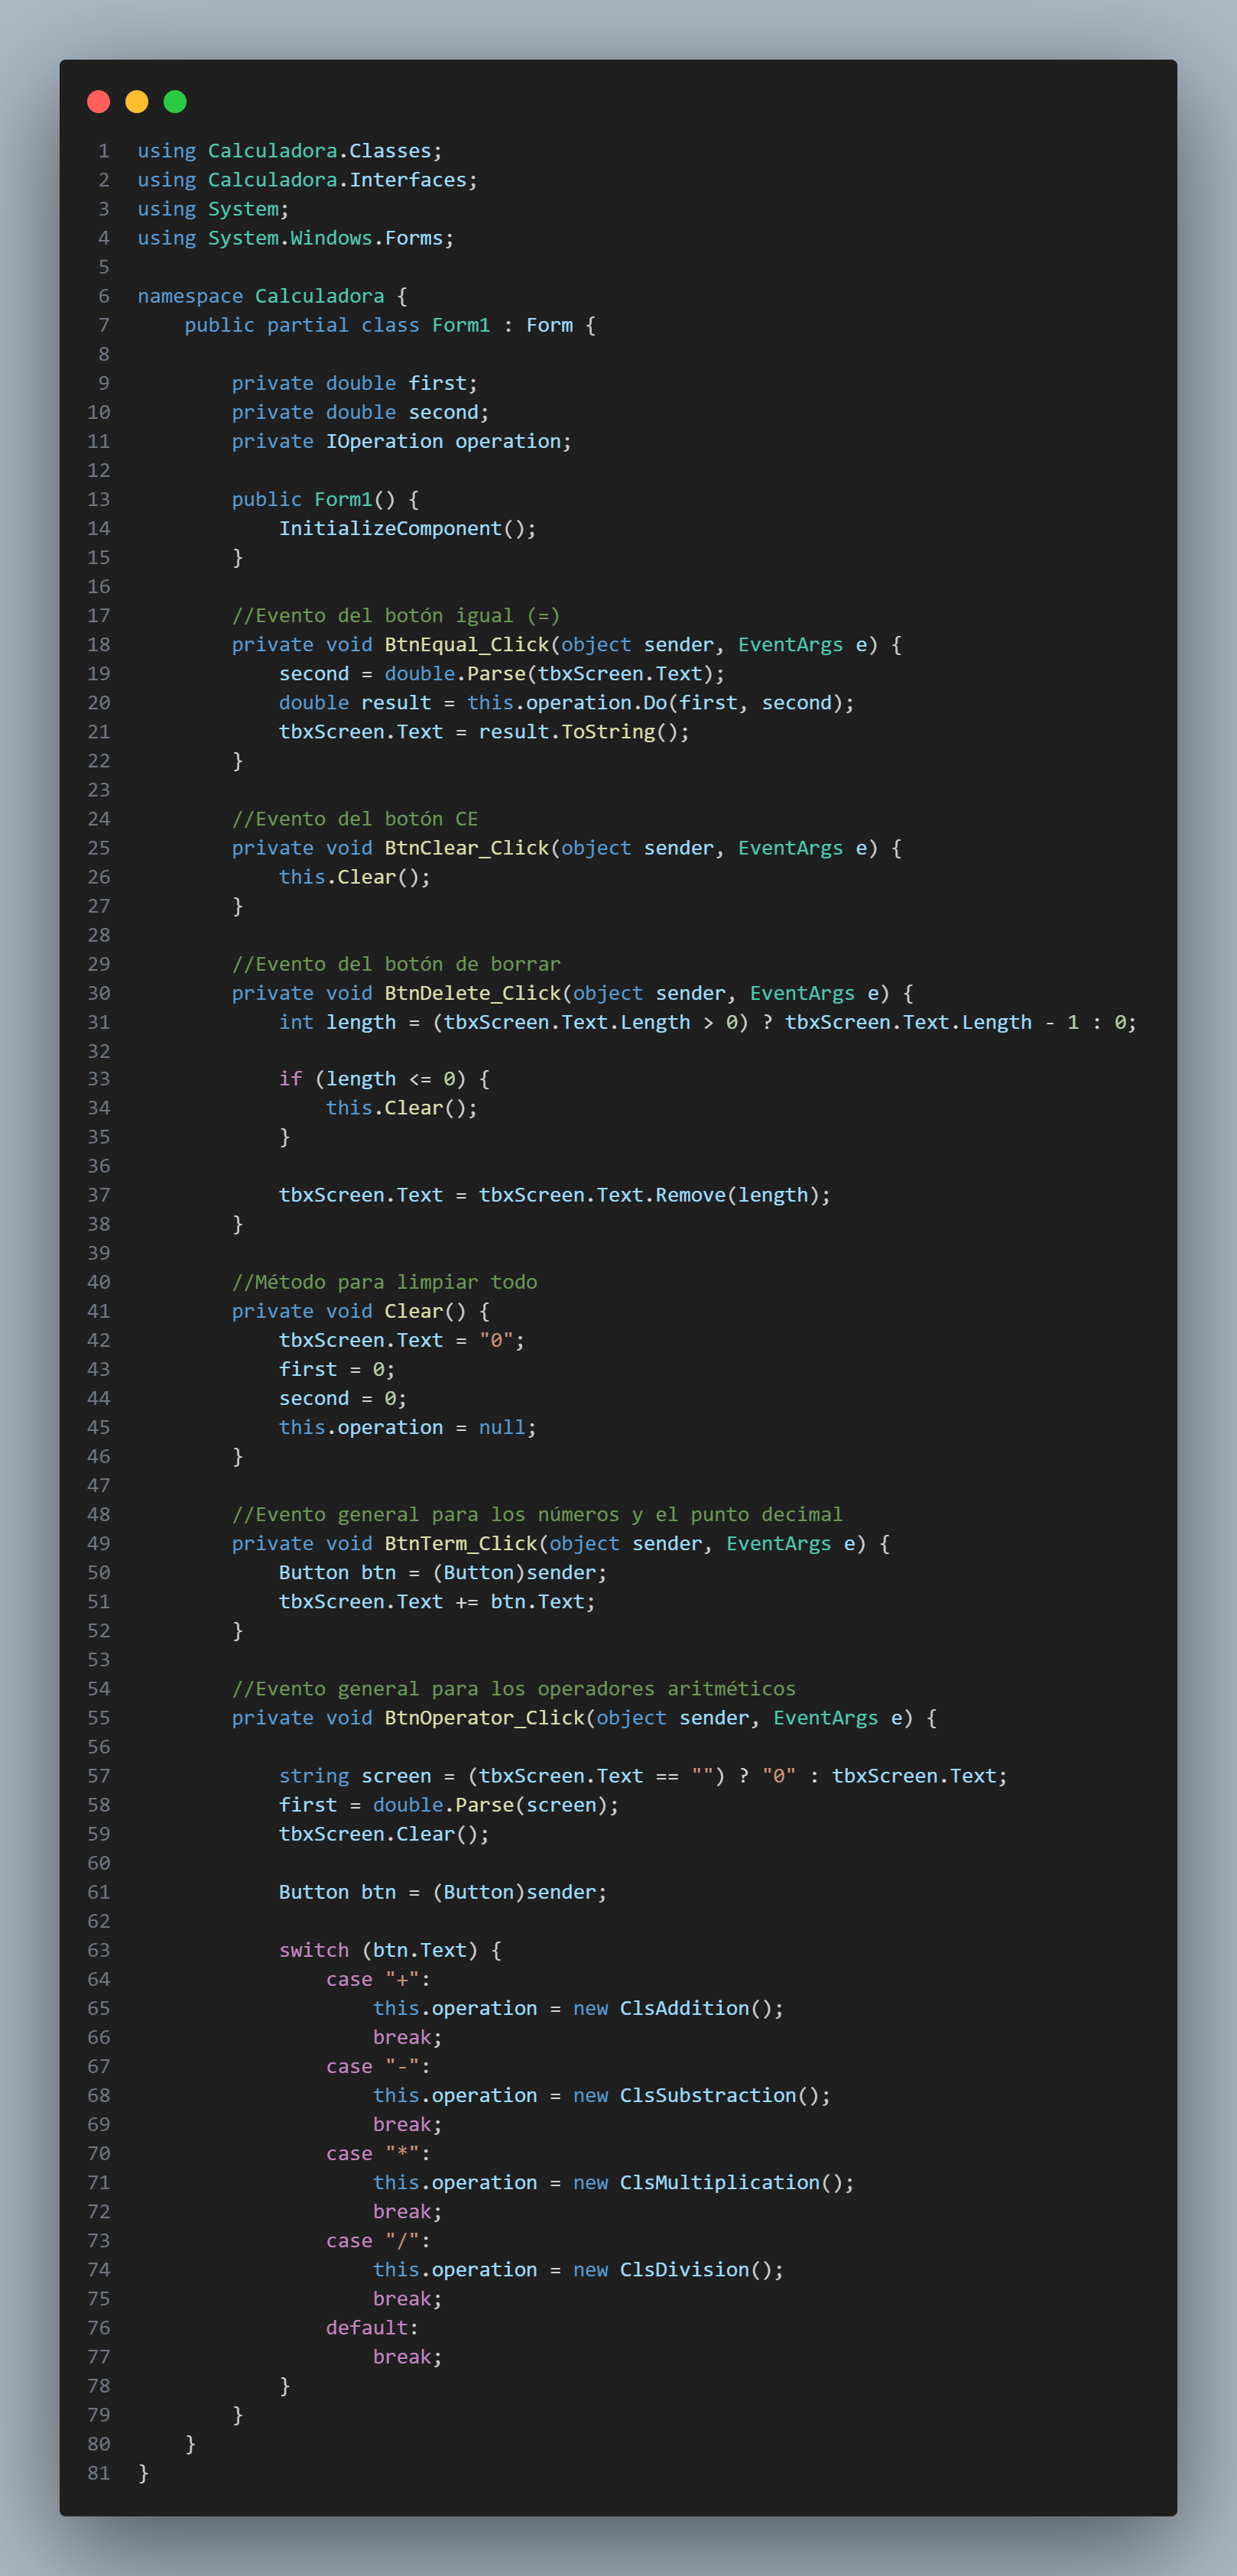 1 using Calculadora.Classes;
2 using Calculadora.Interfaces;
3 using System;
4 using System.Windows.Forms;
5
6 namespace Calculadora {
7     public partial class Form1 : Form {
8
9         private double first;
10         private double second;
11         private IOperation operation;
12
13         public Form1() {
14             InitializeComponent();
15         }
16
17         //Evento del botón igual (=)
18         private void BtnEqual_Click(object sender, EventArgs e) {
19             second = double.Parse(tbxScreen.Text);
20             double result = this.operation.Do(first, second);
21             tbxScreen.Text = result.ToString();
22         }
23
24         //Evento del botón CE
25         private void BtnClear_Click(object sender, EventArgs e) {
26             this.Clear();
27         }
28
29         //Evento del botón de borrar
30         private void BtnDelete_Click(object sender, EventArgs e) {
31             int length = (tbxScreen.Text.Length > 0) ? tbxScreen.Text.Length - 1 : 0;
32
33             if (length <= 0) {
34                 this.Clear();
35             }
36
37             tbxScreen.Text = tbxScreen.Text.Remove(length);
38         }
39
40         //Método para limpiar todo
41         private void Clear() {
42             tbxScreen.Text = "0";
43             first = 0;
44             second = 0;
45             this.operation = null;
46         }
47
48         //Evento general para los números y el punto decimal
49         private void BtnTerm_Click(object sender, EventArgs e) {
50             Button btn = (Button)sender;
51             tbxScreen.Text += btn.Text;
52         }
53
54         //Evento general para los operadores aritméticos
55         private void BtnOperator_Click(object sender, EventArgs e) {
56
57             string screen = (tbxScreen.Text == "") ? "0" : tbxScreen.Text;
58             first = double.Parse(screen);
59             tbxScreen.Clear();
60
61             Button btn = (Button)sender;
62
63             switch (btn.Text) {
64                 case "+":
65                     this.operation = new ClsAddition();
66                     break;
67                 case "-":
68                     this.operation = new ClsSubstraction();
69                     break;
70                 case "*":
71                     this.operation = new ClsMultiplication();
72                     break;
73                 case "/":
74                     this.operation = new ClsDivision();
75                     break;
76                 default:
77                     break;
78             }
79         }
80     }
81 }